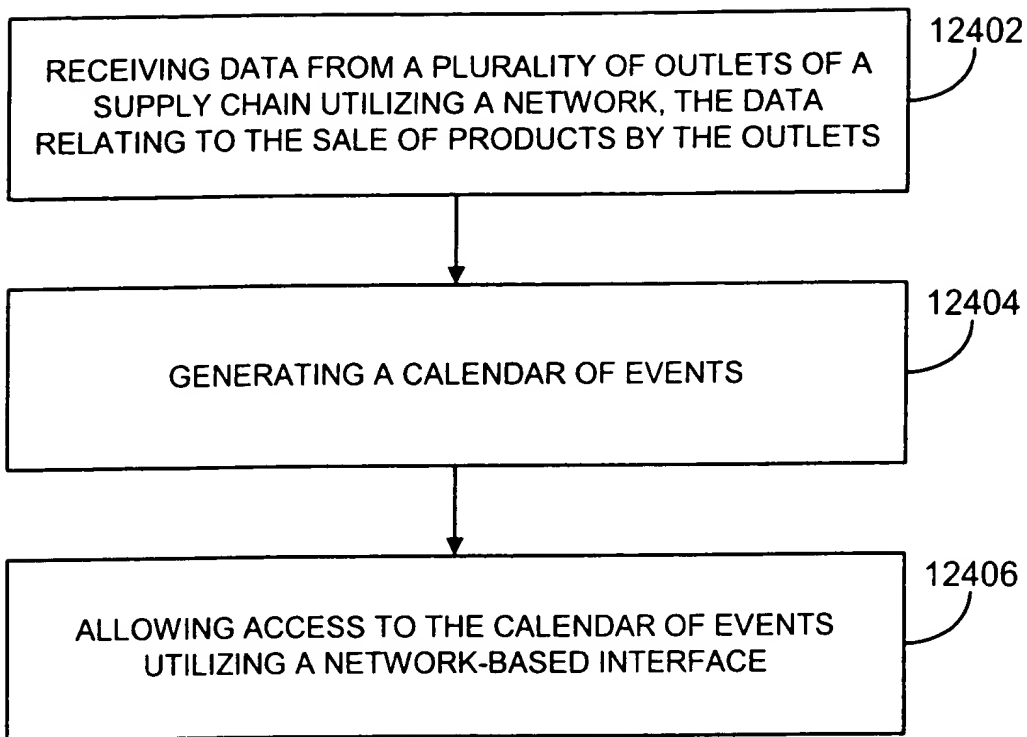 12402
RECEIVING DATA FROM A PLURALITY OF OUTLETS OF A
SUPPLY CHAIN UTILIZING A NETWORK, THE DATA
RELATING TO THE SALE OF PRODUCTS BY THE OUTLETS
12404
GENERATING A CALENDAR OF EVENTS
12406
ALLOWING ACCESS TO THE CALENDAR OF EVENTS
UTILIZING A NETWORK-BASED INTERFACE